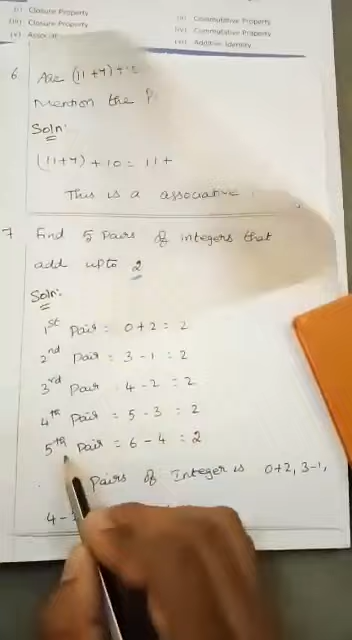 (i) Closure Property
(ii) Commutative Property
(iii) Closure Property
(iv) Commutative Property
(v) Associat
(vi) Additive Identity
6 Are (11+7)+
Mention the P
Soln:
(11+7) + 10 = 11 +
This is a associative
7 Find 5 Pairs of integers that
add upto 2
Soln:
1st Pair = 0+2 = 2
2nd Pair = 3-1 = 2
3rd Pair 4-2 = 2
4th Pair = 5-3 = 2
5th Pair = 6-4 = 2
Pairs of Integer is 0+2, 3-1,
4-